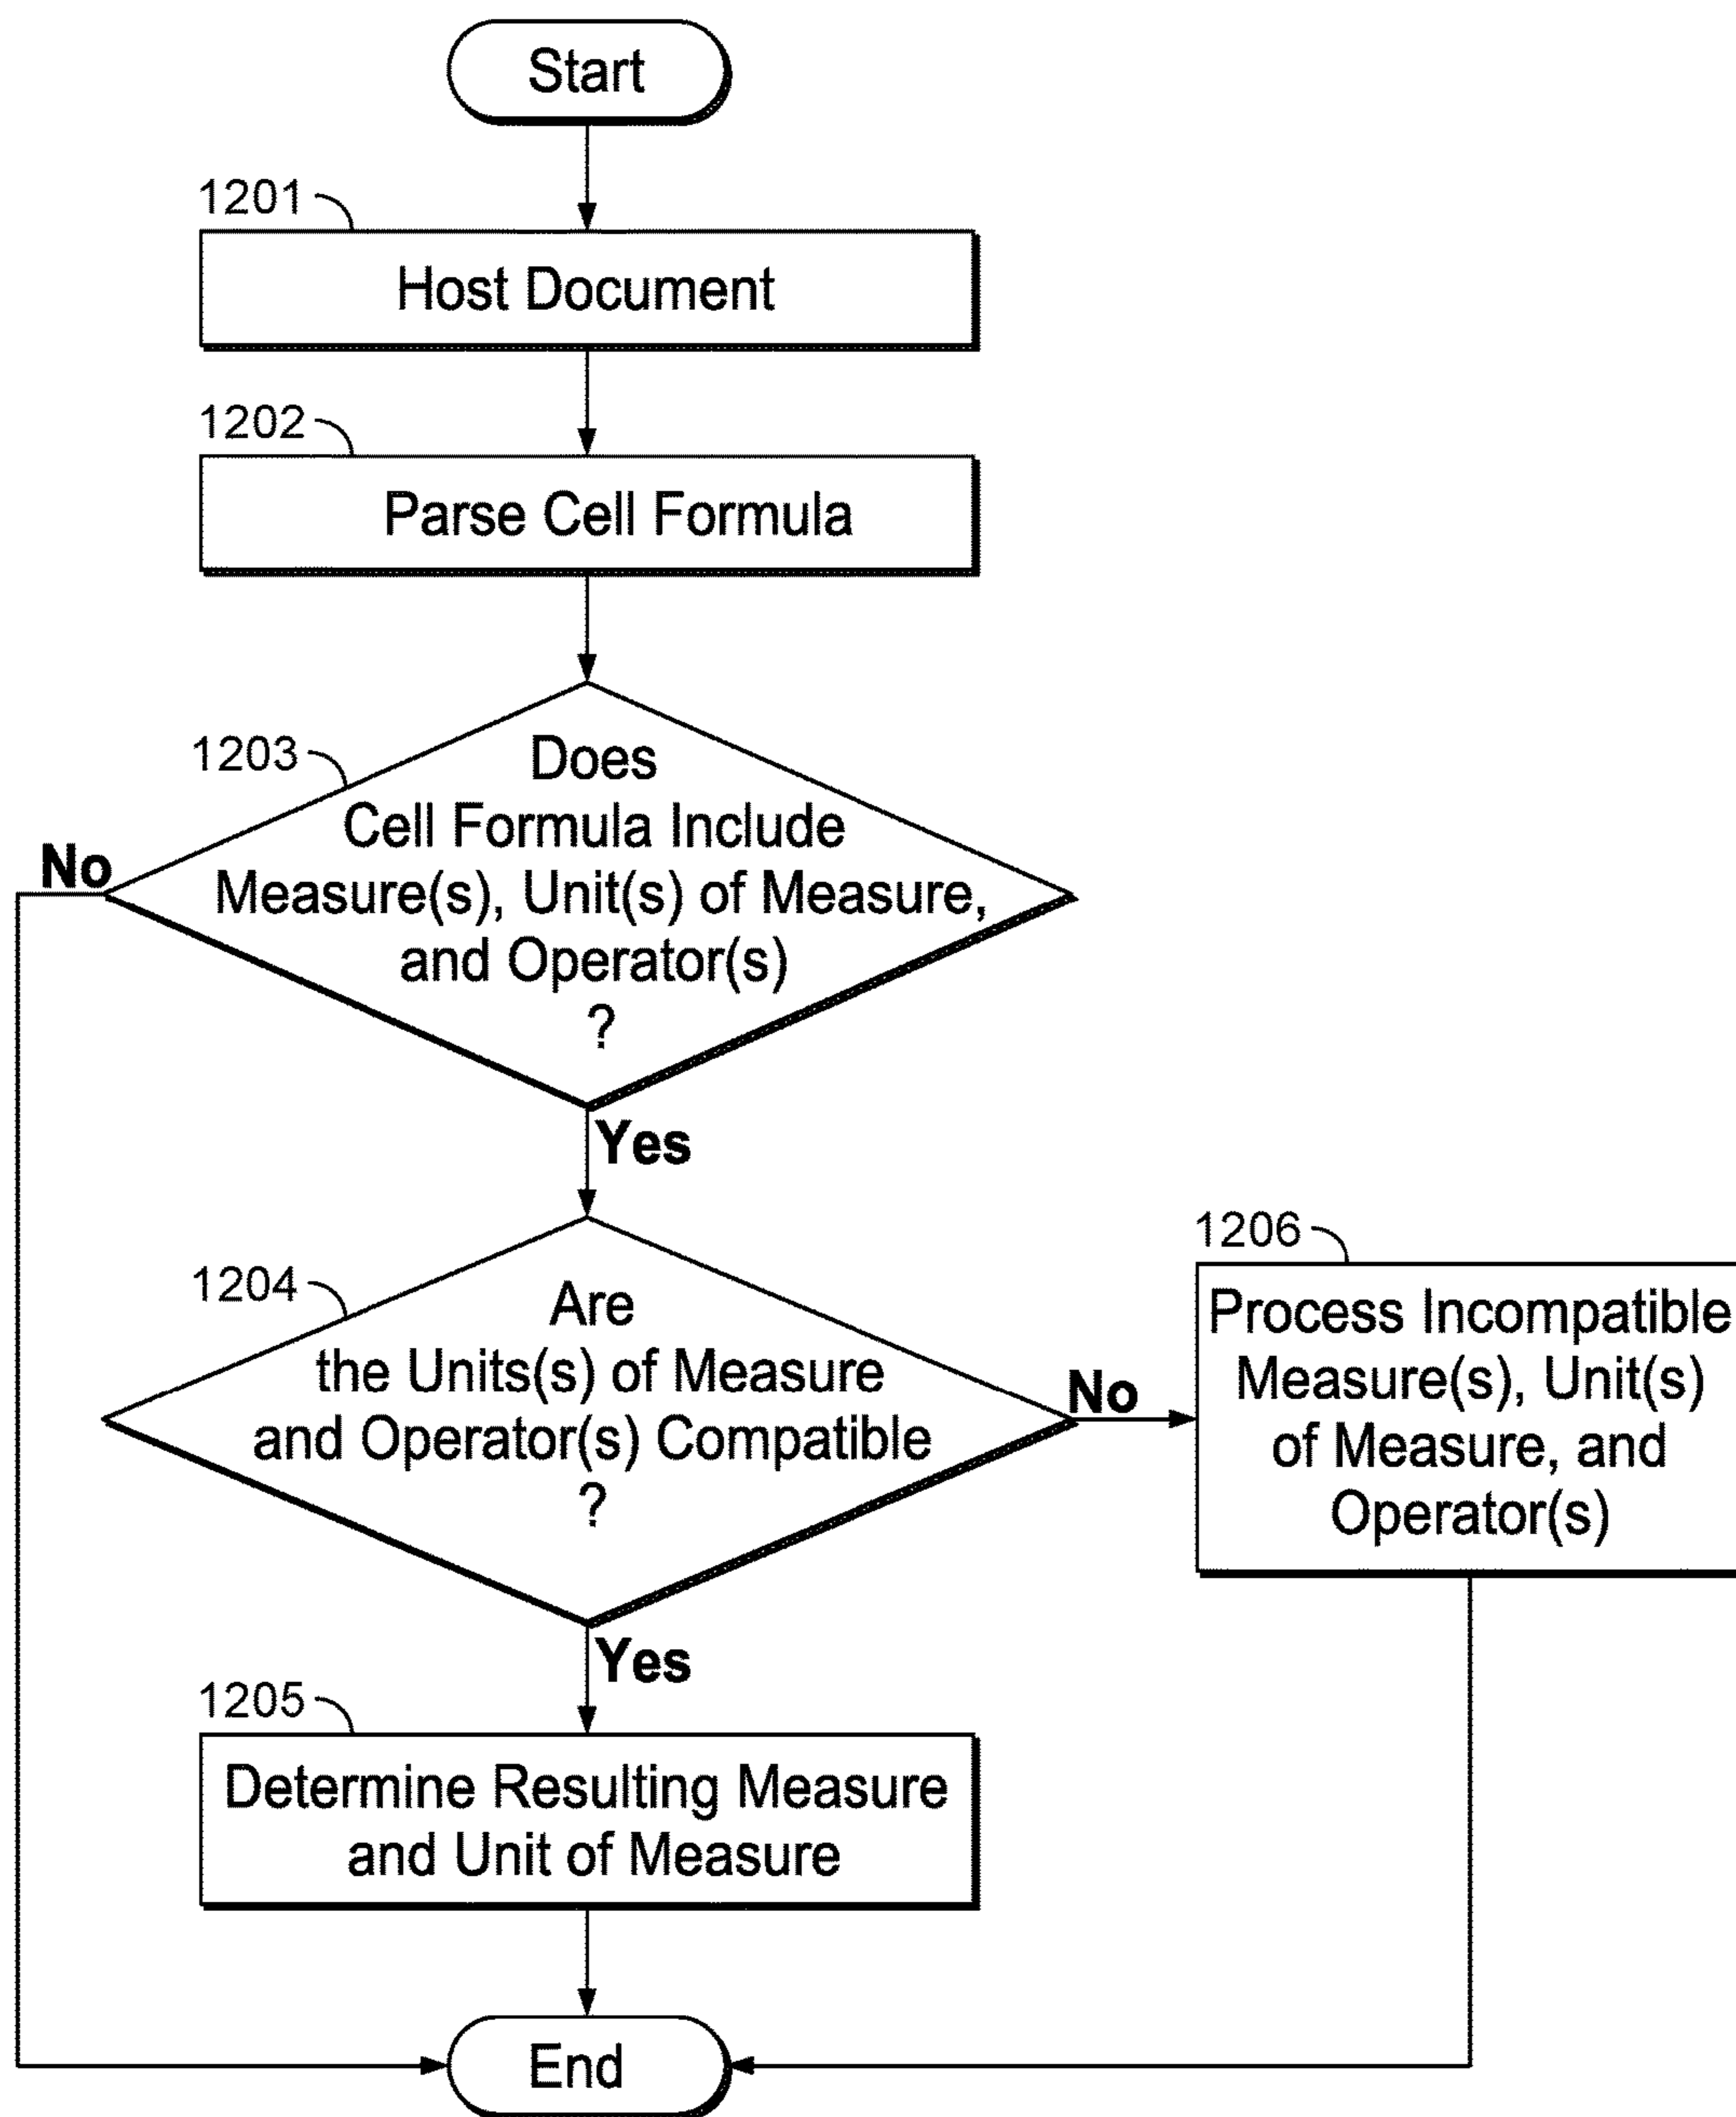 Start
1201
Host Document
1202
Parse Cell Formula
1203
Does
Cell Formula Include
Measure(s), Unit(s) of Measure,
and Operator(s)
?
No
Yes
1204
Are
the Units(s) of Measure
and Operator(s) Compatible
?
No
1206
Process Incompatible
Measure(s), Unit(s)
of Measure, and
Operator(s)
Yes
1205
Determine Resulting Measure
and Unit of Measure
End